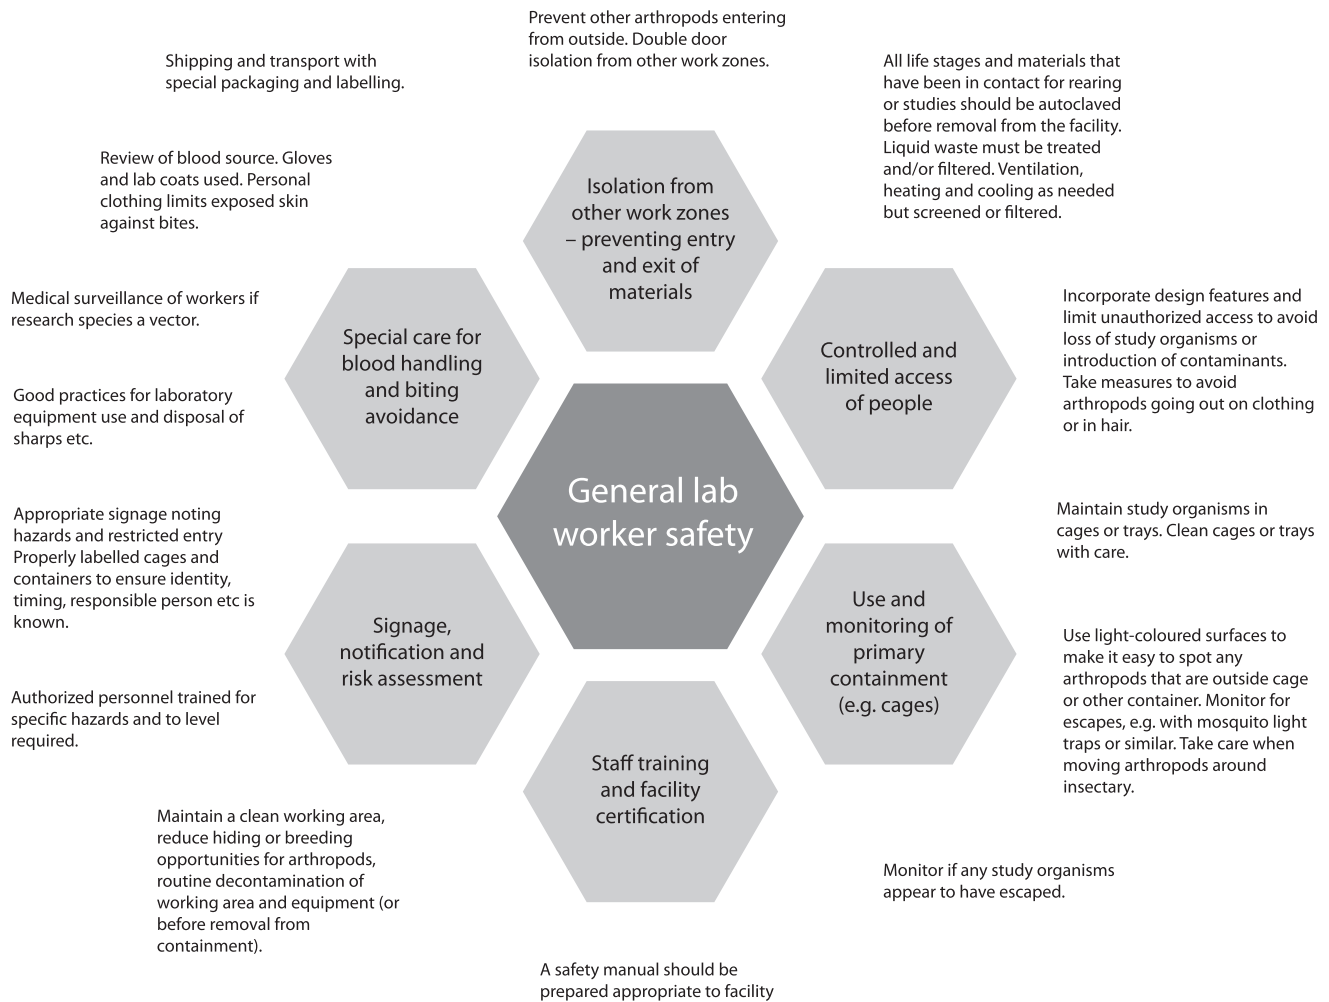 Prevent other arthropods entering
from outside. Double door
isolation from other work zones.
Shipping and transport with
special packaging and labelling.
All life stages and materials that
have been in contact for rearing
or studies should be autoclaved
before removal from the facility.
Liquid waste must be treated
and/or filtered. Ventilation,
heating and cooling as needed
but screened or filtered.
Review of blood source. Gloves
and lab coats used. Personal
clothing limits exposed skin
against bites.
Isolation from
other work zones
– preventing entry
and exit of
materials
Medical surveillance of workers if
research species a vector.
Special care for
blood handling
and biting
avoidance
Controlled and
limited access
of people
Incorporate design features and
limit unauthorized access to avoid
loss of study organisms or
introduction of contaminants.
Take measures to avoid
arthropods going out on clothing
or in hair.
Good practices for laboratory
equipment use and disposal of
sharps etc.
General lab
worker safety
Appropriate signage noting
hazards and restricted entry
Properly labelled cages and
containers to ensure identity,
timing, responsible person etc is
known.
Maintain study organisms in
cages or trays. Clean cages or trays
with care.
Signage,
notification and
risk assessment
Use and
monitoring of
primary
containment
(e.g. cages)
Use light-coloured surfaces to
make it easy to spot any
arthropods that are outside cage
or other container. Monitor for
escapes, e.g. with mosquito light
traps or similar. Take care when
moving arthropods around
insectary.
Authorized personnel trained for
specific hazards and to level
required.
Staff training
and facility
certification
Maintain a clean working area,
reduce hiding or breeding
opportunities for arthropods,
routine decontamination of
working area and equipment (or
before removal from
containment).
Monitor if any study organisms
appear to have escaped.
A safety manual should be
prepared appropriate to facility